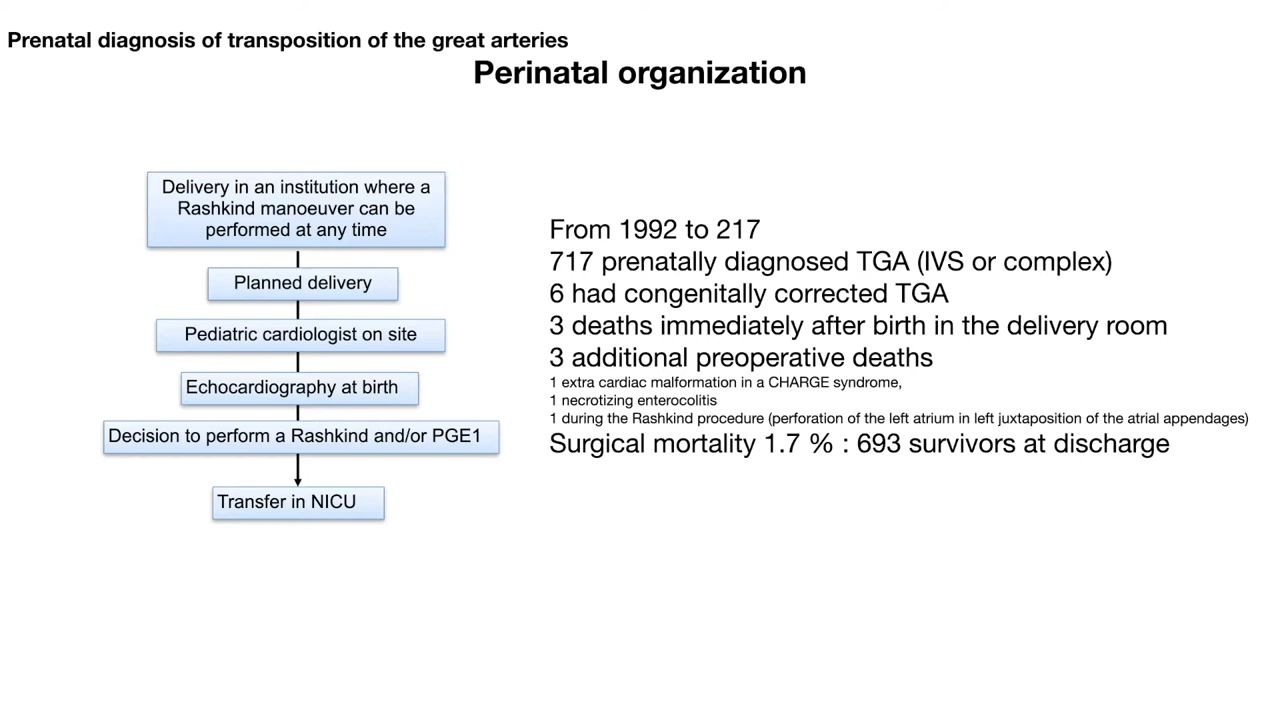 Prenatal diagnosis of transposition of the great arteries
Perinatal organization
Delivery in an institution where a
Rashkind manoeuver can be
performed at any time
Planned delivery
Pediatric cardiologist on site
Echocardiography at birth
Decision to perform a Rashkind and/or PGE1
Transfer in NICU
From 1992 to 217
717 prenatally diagnosed TGA (IVS or complex)
6 had congenitally corrected TGA
3 deaths immediately after birth in the delivery room
3 additional preoperative deaths
1 extra cardiac malformation in a CHARGE syndrome,
1 necrotizing enterocolitis
1 during the Rashkind procedure (perforation of the left atrium in left juxtaposition of the atrial appendages)
Surgical mortality 1.7 % : 693 survivors at discharge